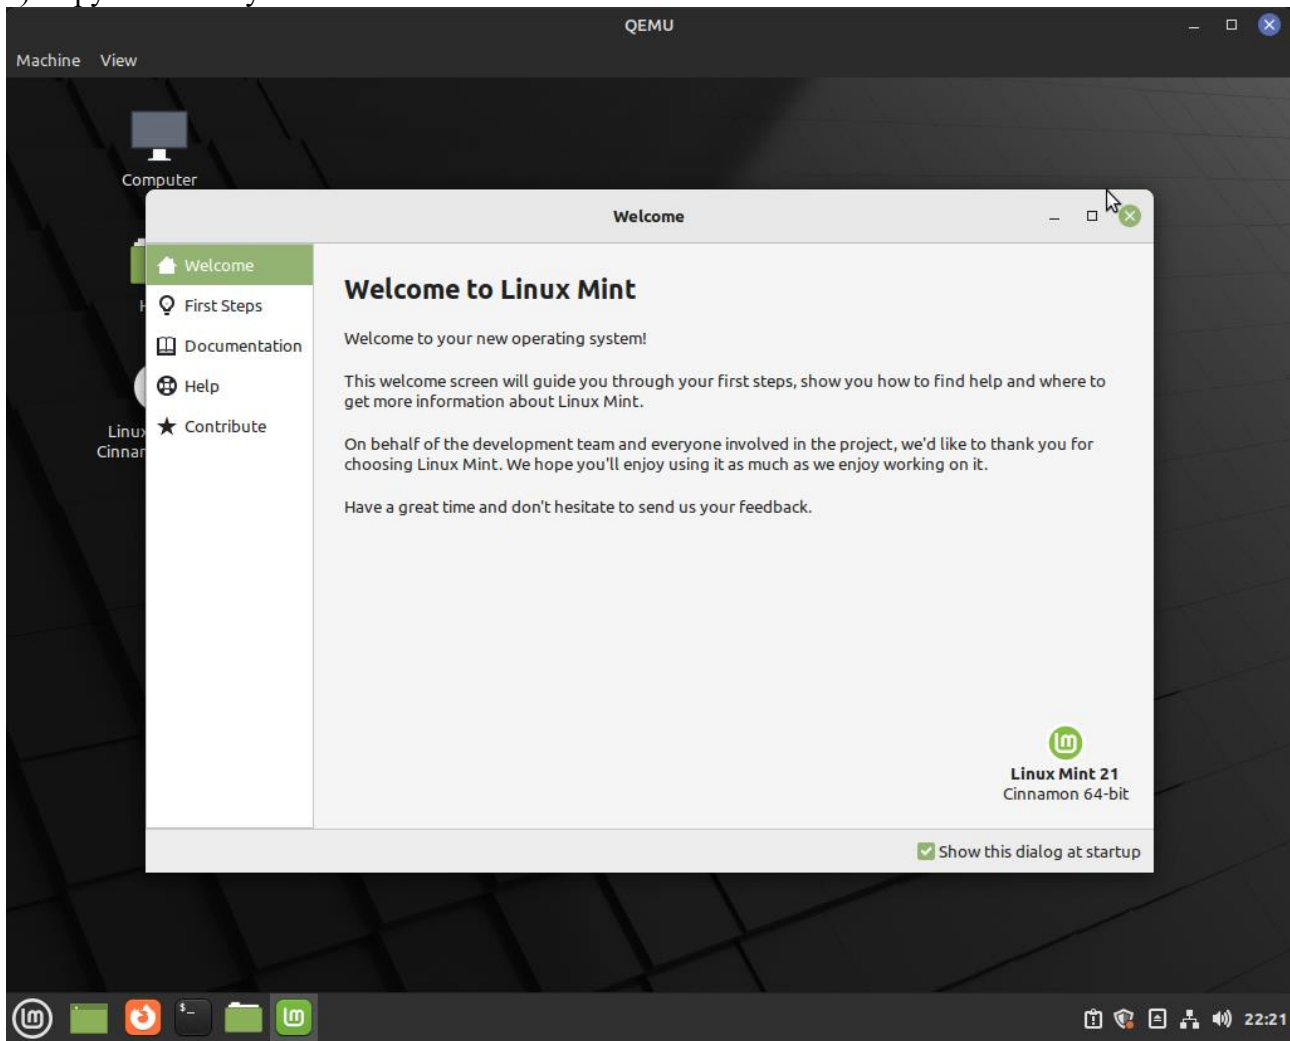 QEMU
Machine View
Computer
Welcome
Welcome
First Steps
Documentation
Help
Contribute
Linux
Cinnar
Welcome to Linux Mint
Welcome to your new operating system!
This welcome screen will guide you through your first steps, show you how to find help and where to
get more information about Linux Mint.
On behalf of the development team and everyone involved in the project, we'd like to thank you for
choosing Linux Mint. We hope you'll enjoy using it as much as we enjoy working on it.
Have a great time and don't hesitate to send us your feedback.
Linux Mint 21
Cinnamon 64-bit
Show this dialog at startup
22:21